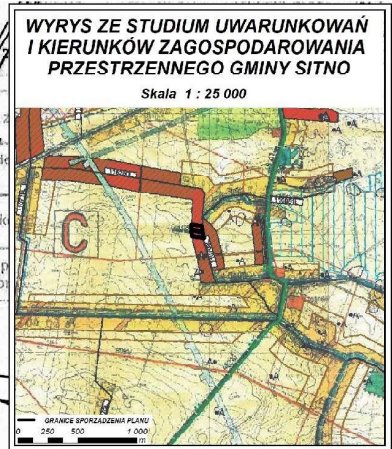 WYRYS ZE STUDIUM UWARUNKOWAŃ
I KIERUNKÓW ZAGOSPODAROWANIA
PRZESTRZENNEGO GMINY SITNO
Skala 1 : 25 000
C
GRANICE SPORZĄDZENIA PLANU
0 250 500 1 000
m